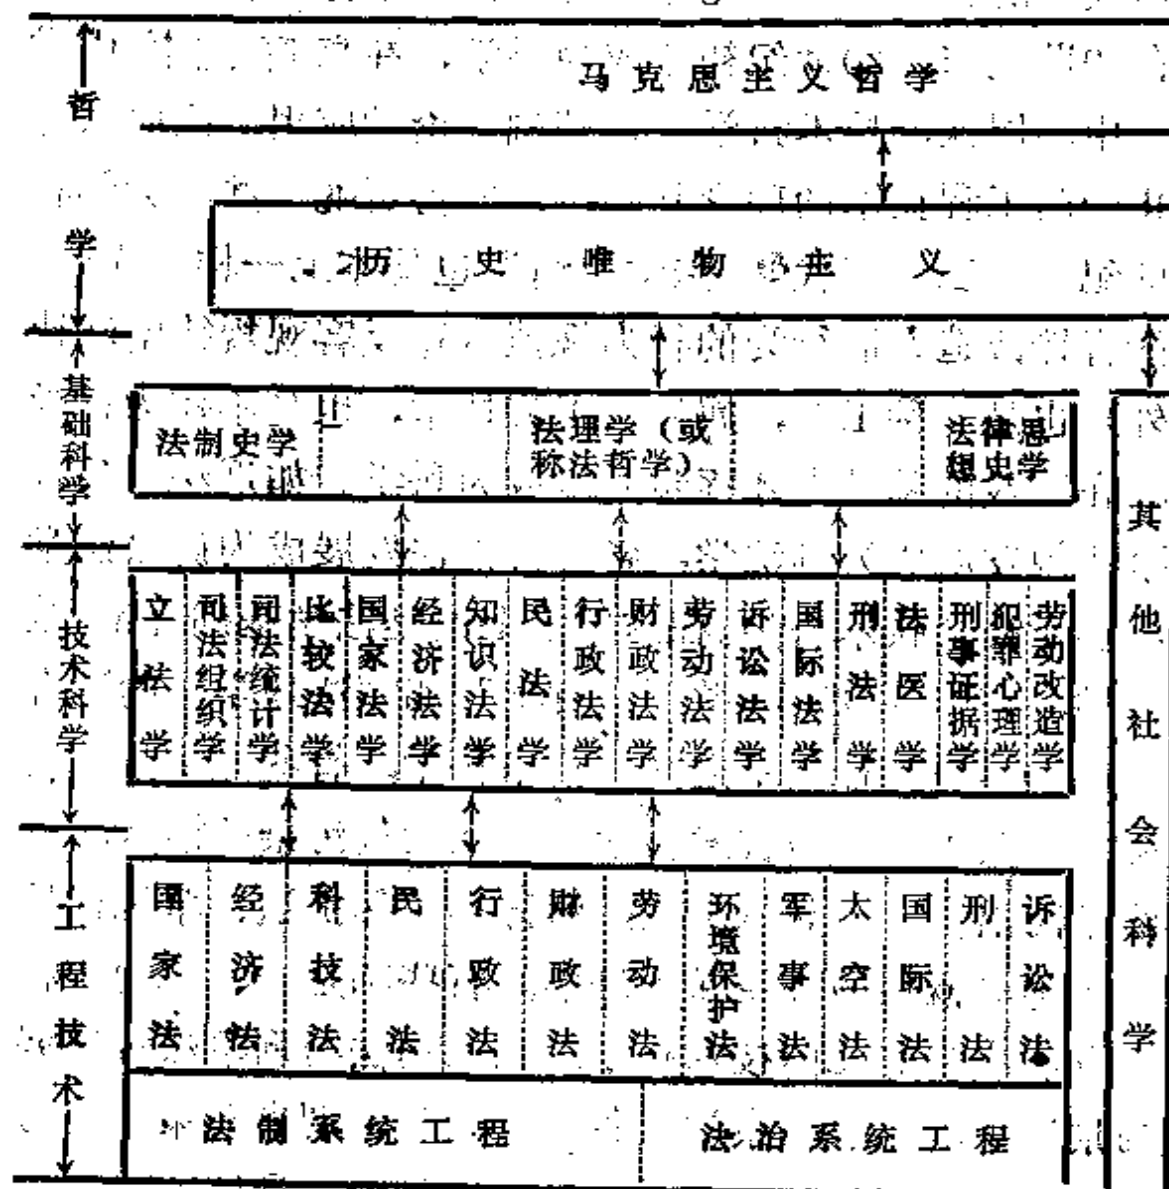 哲学
马克思主义哲学
历史唯物主义
基础科学
法制史学
法理学（或
称法哲学）
法律思
想史学
技术科学
立法学
司法组织学
司法统计学
比较法学
国家法学
经济法学
知识法学
民法学
行政法学
财政法学
劳动法学
诉讼法学
国际法学
刑法学
法医学
刑事证据学
犯罪心理学
劳动改造学
工程技术
国家法
经济法
科技法
民法
行政法
财政法
劳动法
环境保护法
军事法
太空法
国际法
刑法
诉讼法
法制系统工程
法治系统工程
其他社会科学